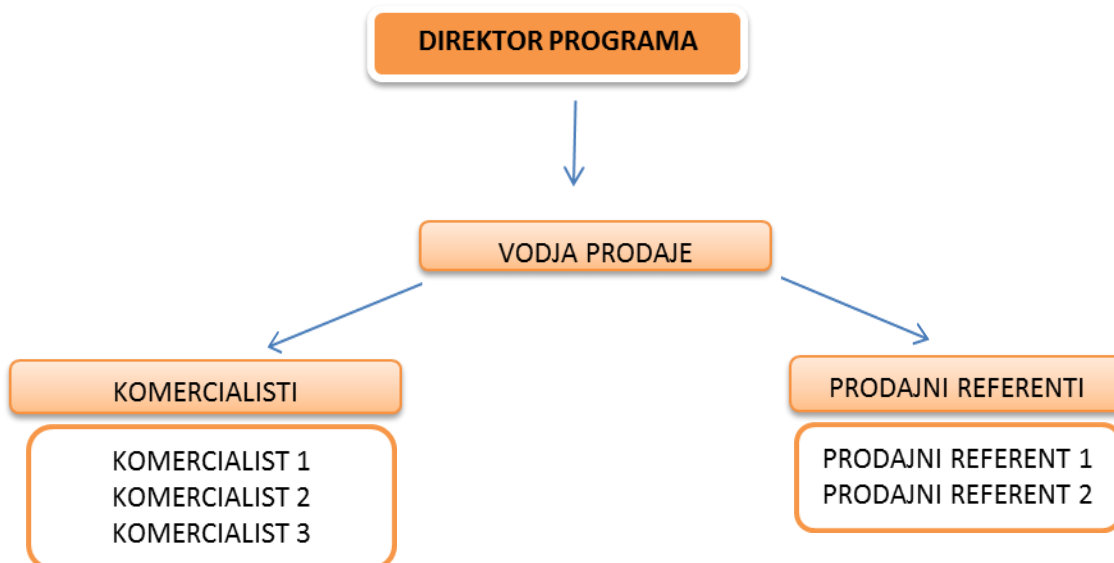 DIREKTOR PROGRAMA
VODJA PRODAJE
KOMERCIALISTI
KOMERCIALIST 1
KOMERCIALIST 2
KOMERCIALIST 3
PRODAJNI REFERENTI
PRODAJNI REFERENT 1
PRODAJNI REFERENT 2